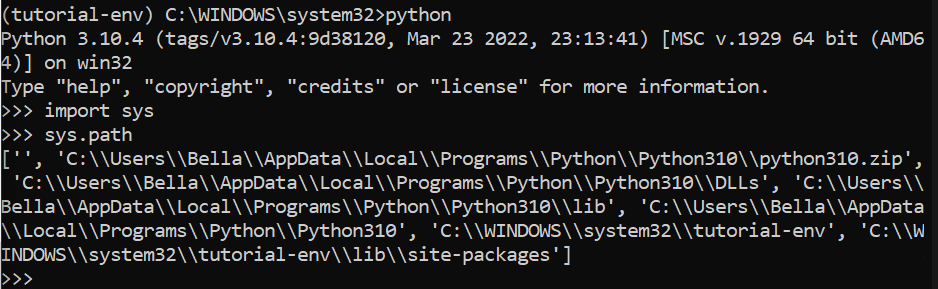 (tutorial-env) C:\WINDOWS\system32>python
Python 3.10.4 (tags/v3.10.4:9d38120, Mar 23 2022, 23:13:41) [MSC v.1929 64 bit (AMD6
4)] on win32
Type "help", "copyright", "credits" or "license" for more information.
>>> import sys
>>> sys.path
['', 'C:\\Users\\Bella\\AppData\\Local\\Programs\\Python\\Python310\\python310.zip',
 'C:\\Users\\Bella\\AppData\\Local\\Programs\\Python\\Python310\\DLLs', 'C:\\Users\\
Bella\\AppData\\Local\\Programs\\Python\\Python310\\lib', 'C:\\Users\\Bella\\AppData
\\Local\\Programs\\Python\\Python310', 'C:\\WINDOWS\\system32\\tutorial-env', 'C:\\W
INDOWS\\system32\\tutorial-env\\lib\\site-packages']
>>>